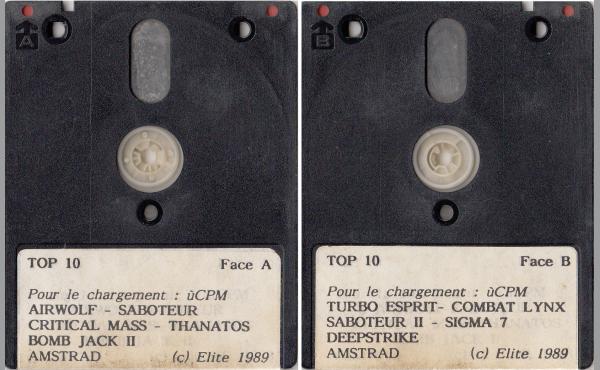 A
TOP 10 Face A
Pour le chargement : ùCPM
AIRWOLF - SABOTEUR
CRITICAL MASS - THANATOS
BOMB JACK II
AMSTRAD (c) Elite 1989
B
TOP 10 Face B
Pour le chargement : ùCPM
TURBO ESPRIT- COMBAT LYNX
SABOTEUR II - SIGMA 7
DEEPSTRIKE
AMSTRAD (c) Elite 1989